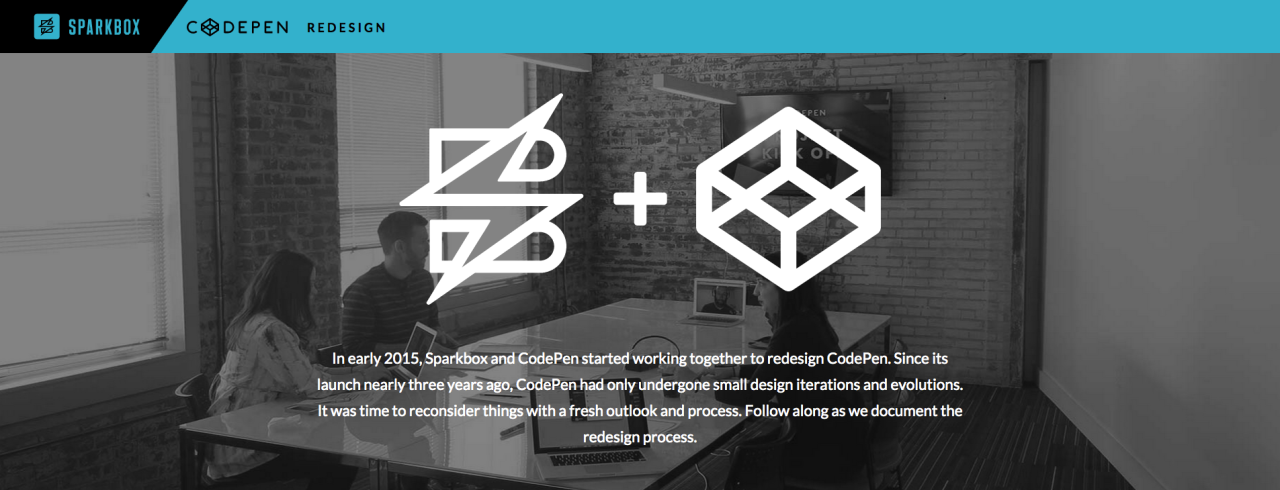 SPARKBOX
CODEPEN REDESIGN
In early 2015, Sparkbox and CodePen started working together to redesign CodePen. Since its
launch nearly three years ago, CodePen had only undergone small design iterations and evolutions.
It was time to reconsider things with a fresh outlook and process. Follow along as we document the
redesign process.